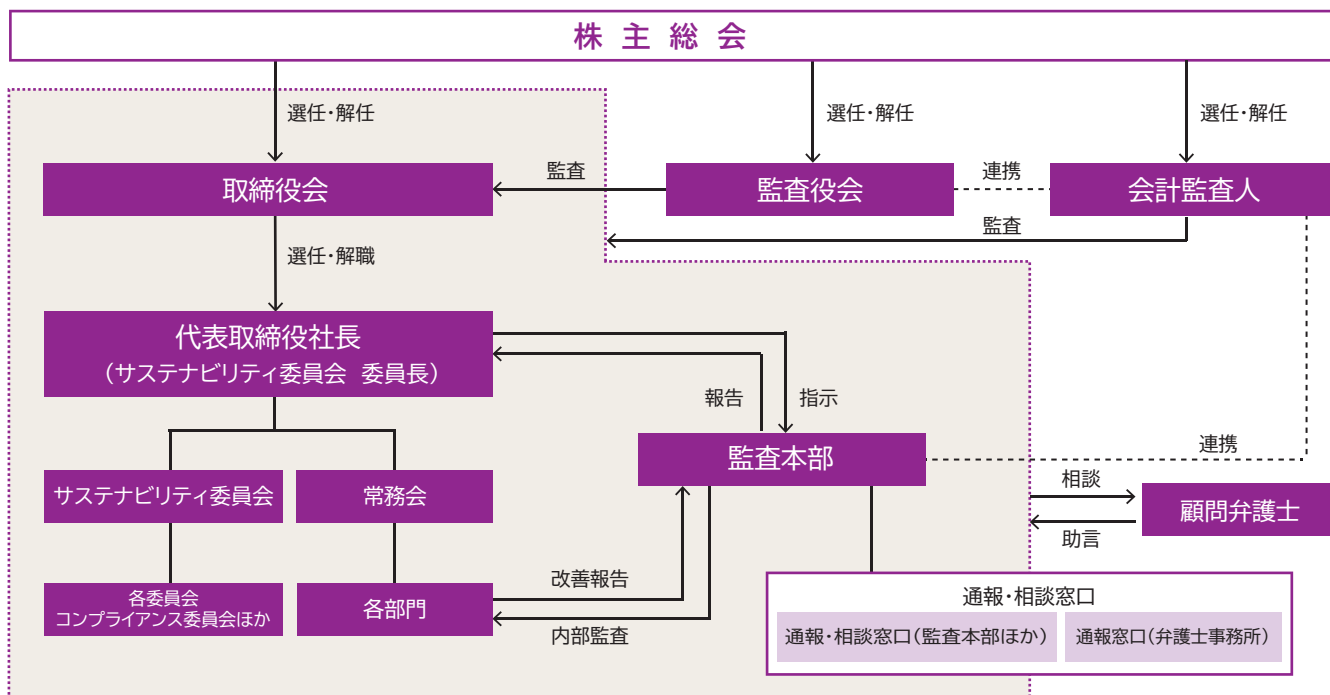 株主総会
選任・解任
選任・解任
選任・解任
取締役会
監査
監査役会
連携
会計監査人
監査
選任・解職
代表取締役社長
（サステナビリティ委員会　委員長）
報告
指示
監査本部
連携
サステナビリティ委員会
常務会
相談
顧問弁護士
助言
各委員会
コンプライアンス委員会ほか
各部門
改善報告
内部監査
通報・相談窓口
通報・相談窓口（監査本部ほか）
通報窓口（弁護士事務所）